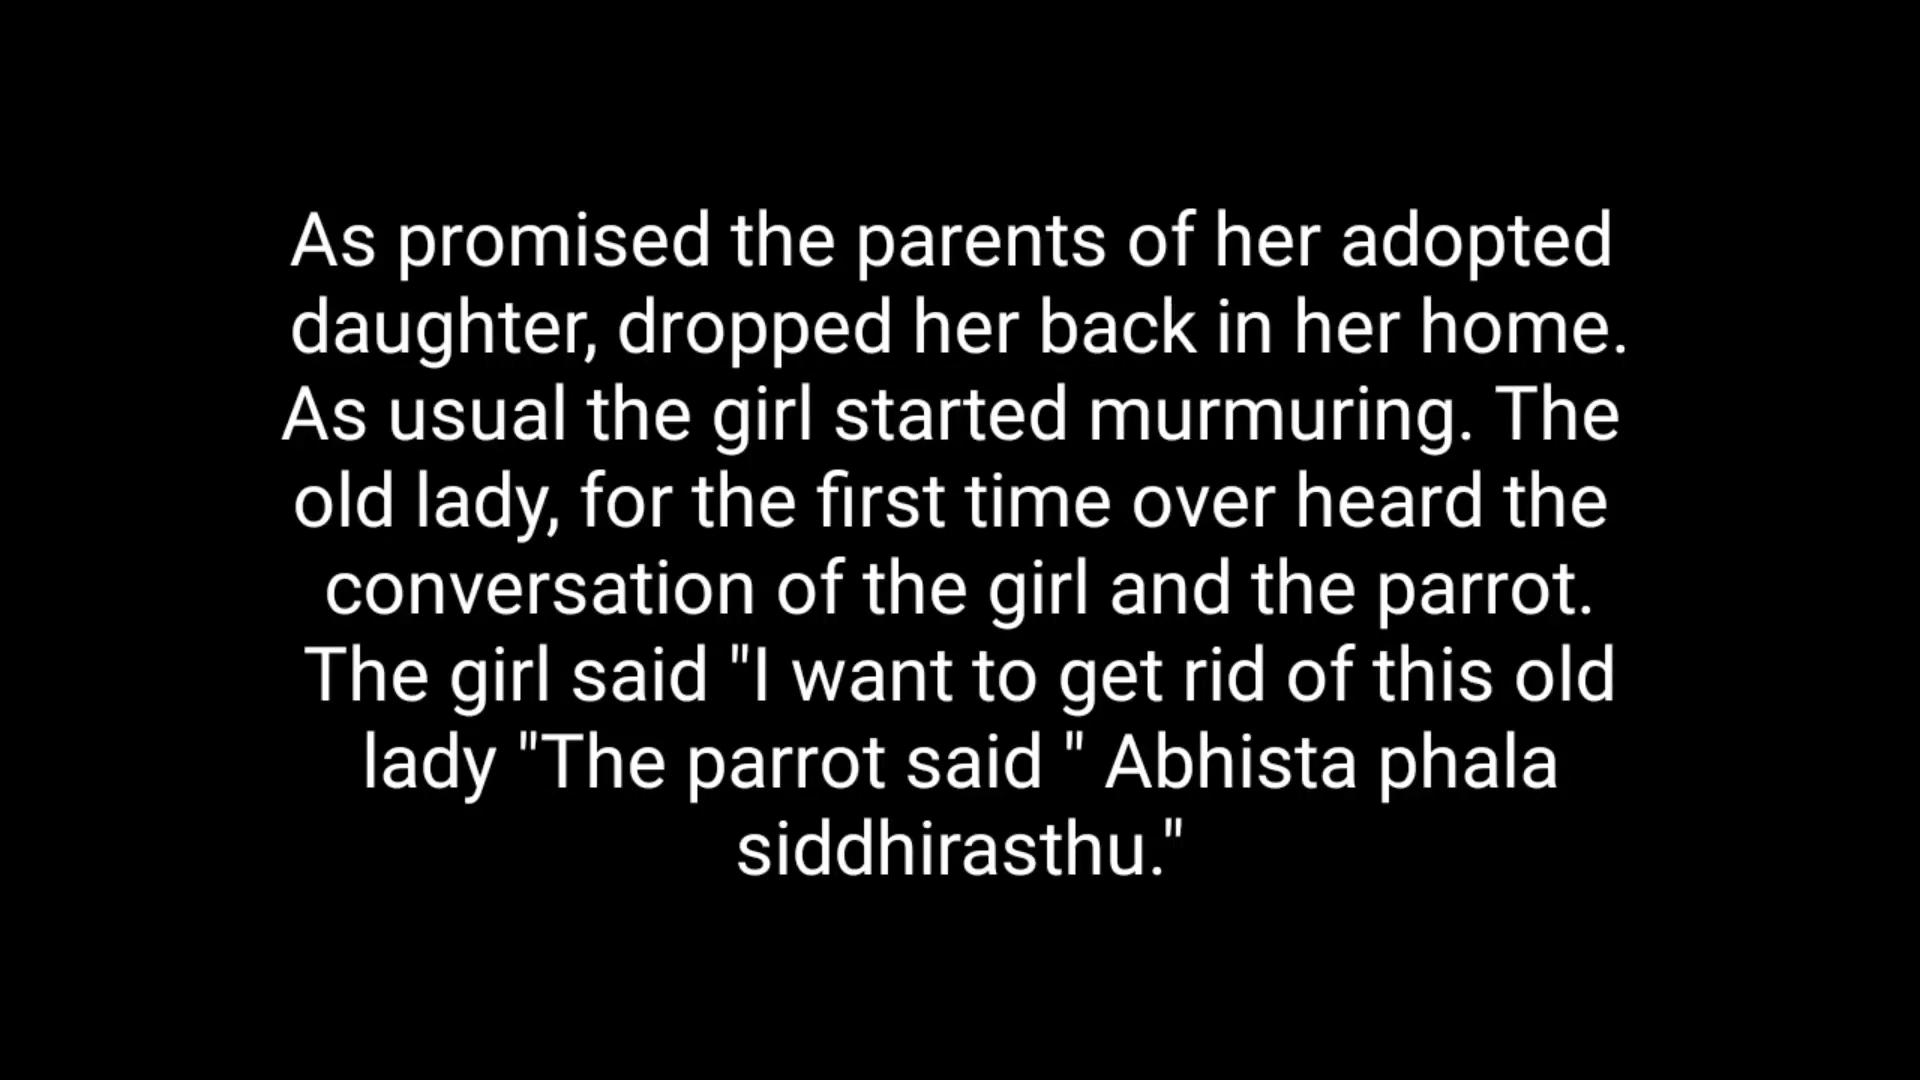 As promised the parents of her adopted
daughter, dropped her back in her home.
As usual the girl started murmuring. The
old lady, for the first time over heard the
conversation of the girl and the parrot.
The girl said "I want to get rid of this old
lady "The parrot said " Abhista phala
siddhirasthu."